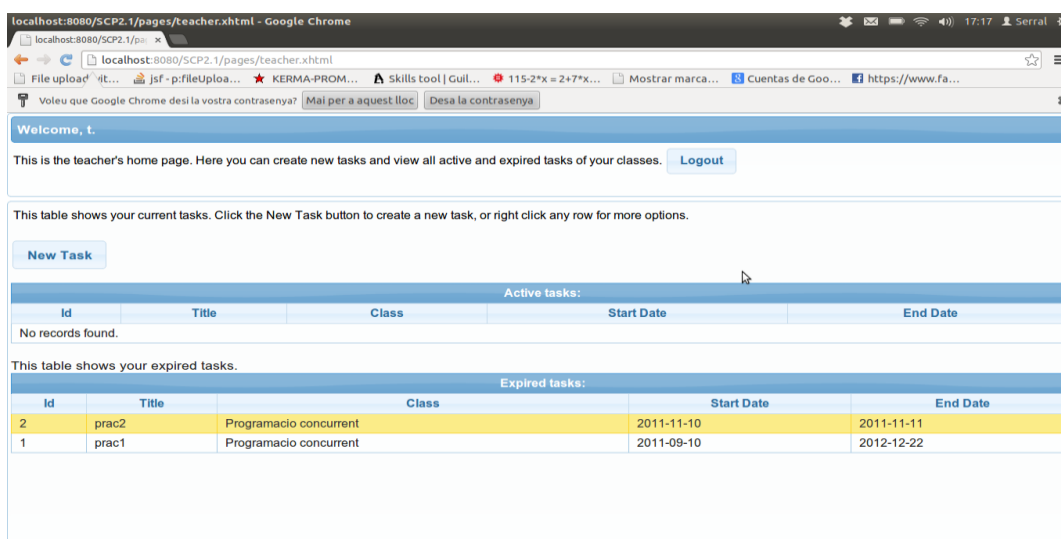 localhost:8080/SCP2.1/pages/teacher.xhtml - Google Chrome 17:17 Serral
localhost:8080/SCP2.1/pa
localhost:8080/SCP2.1/pages/teacher.xhtml
File upload wit... jsf - p:fileUploa... KERMA-PROM... Skills tool | Guil... 115-2*x = 2+7*x... Mostrar marca... Cuentas de Goo... https://www.fa...
Voleu que Google Chrome desi la vostra contrasenya? Mai per a aquest lloc Desa la contrasenya
Welcome, t.
This is the teacher's home page. Here you can create new tasks and view all active and expired tasks of your classes. Logout
This table shows your current tasks. Click the New Task button to create a new task, or right click any row for more options.
New Task
Active tasks:
Id Title Class Start Date End Date
No records found.
This table shows your expired tasks.
Expired tasks:
Id Title Class Start Date End Date
2 prac2 Programacio concurrent 2011-11-10 2011-11-11
1 prac1 Programacio concurrent 2011-09-10 2012-12-22